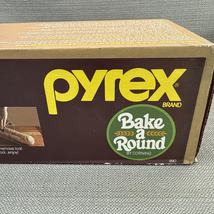 pyrex®
BRAND
Bake
a
Round
BY CORNING